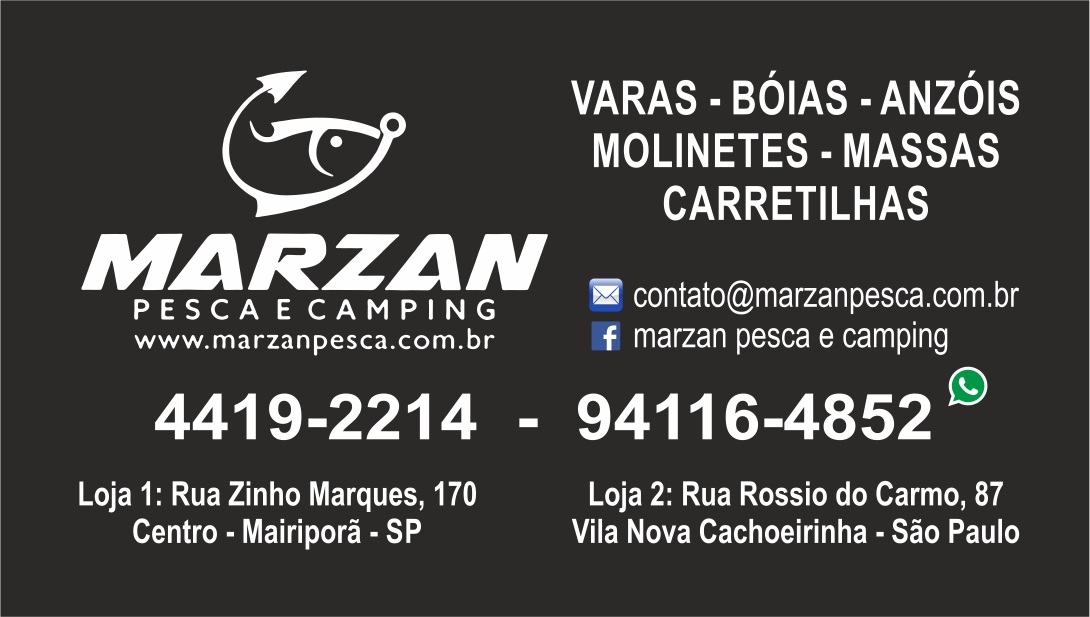 MARZAN
PESCA E CAMPING
www.marzanpesca.com.br
VARAS - BÓIAS - ANZÓIS
MOLINETES - MASSAS
CARRETILHAS
contato@marzanpesca.com.br
f marzan pesca e camping
4419-2214 - 94116-4852
Loja 1: Rua Zinho Marques, 170
Centro - Mairiporã - SP
Loja 2: Rua Rossio do Carmo, 87
Vila Nova Cachoeirinha - São Paulo